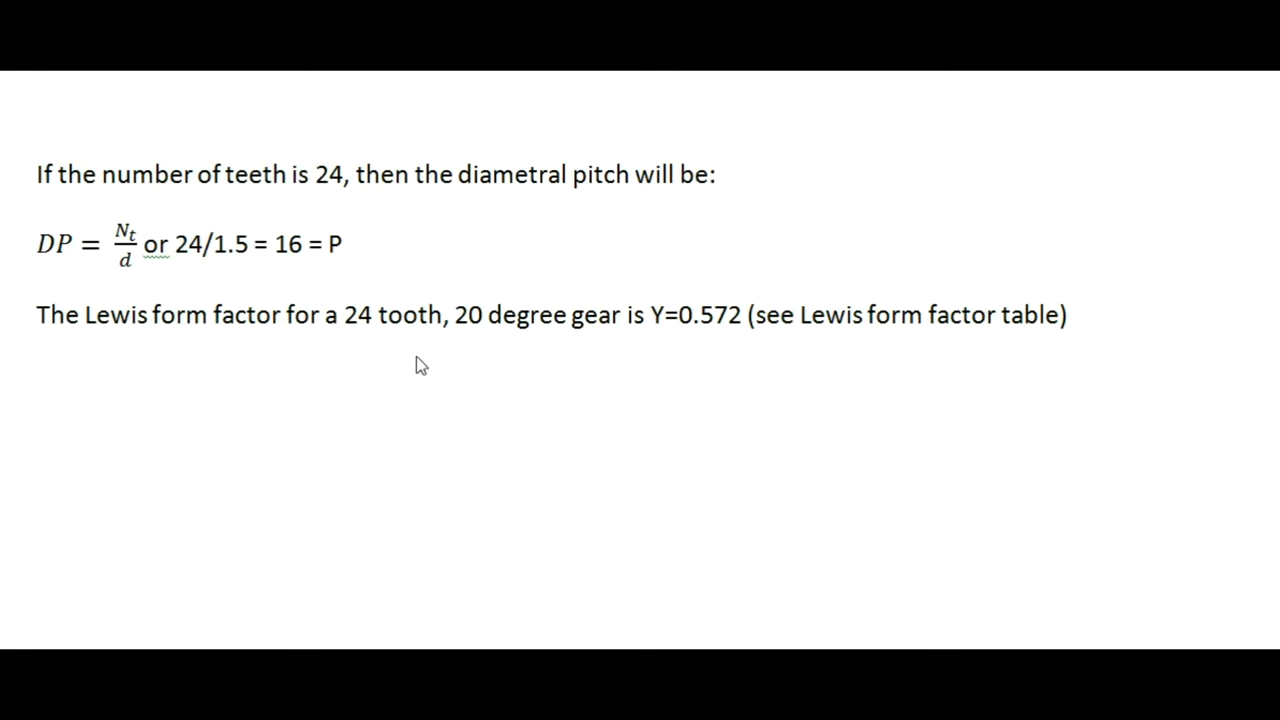 If the number of teeth is 24, then the diametral pitch will be:
DP = N_t/d or 24/1.5 = 16 = P
The Lewis form factor for a 24 tooth, 20 degree gear is Y=0.572 (see Lewis form factor table)